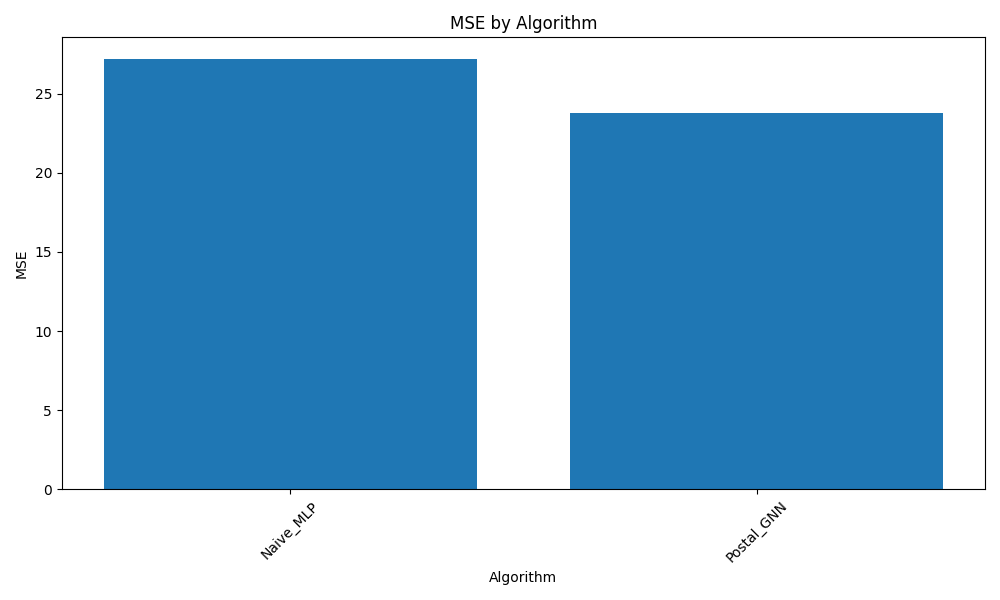 MSE by Algorithm
MSE
25
20
15
10
5
0
Naive_MLP
Postal_GNN
Algorithm